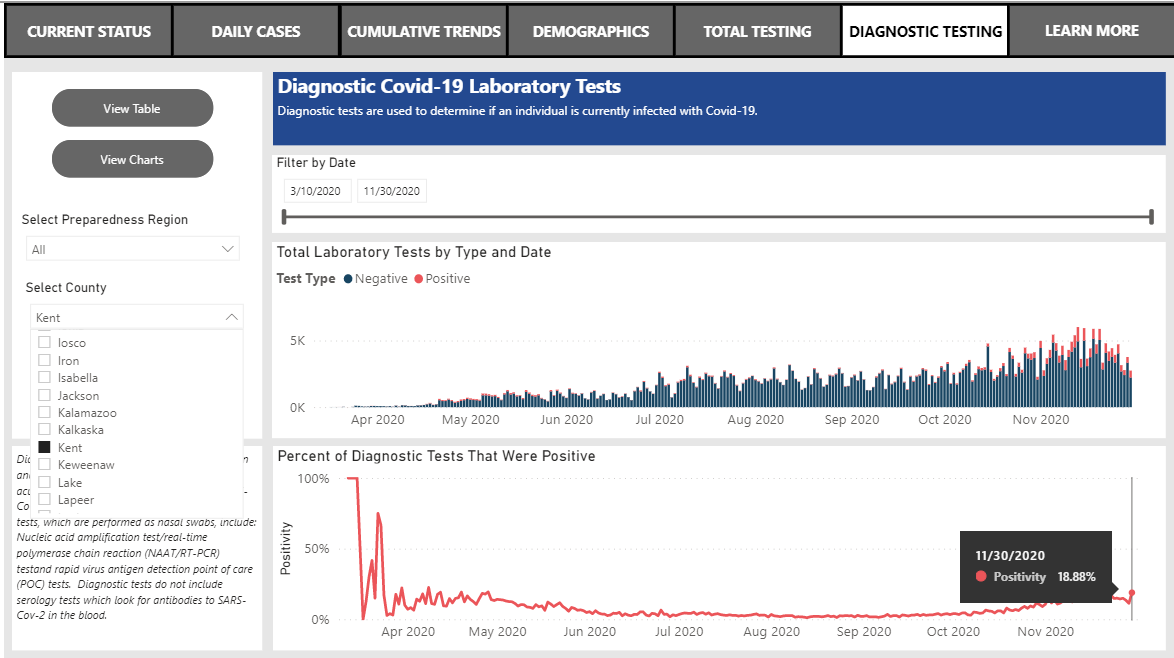 CURRENT STATUS
DAILY CASES
CUMULATIVE TRENDS
DEMOGRAPHICS
TOTAL TESTING
DIAGNOSTIC TESTING
LEARN MORE
View Table
View Charts
Select Preparedness Region
All
Select County
Kent
Iosco
Iron
Isabella
Jackson
Kalamazoo
Kalkaska
Kent
Keweenaw
Lake
Lapeer
tests, which are performed as nasal swabs, include:
Nucleic acid amplification test/real-time
polymerase chain reaction (NAAT/RT-PCR)
testand rapid virus antigen detection point of care
(POC) tests. Diagnostic tests do not include
serology tests which look for antibodies to SARS-
Cov-2 in the blood.
Diagnostic Covid-19 Laboratory Tests
Diagnostic tests are used to determine if an individual is currently infected with Covid-19.
Filter by Date
3/10/2020
11/30/2020
Total Laboratory Tests by Type and Date
Test Type Negative Positive
5K
0K
Apr 2020 May 2020 Jun 2020 Jul 2020 Aug 2020 Sep 2020 Oct 2020 Nov 2020
Percent of Diagnostic Tests That Were Positive
Positivity
100%
50%
0%
11/30/2020
Positivity 18.88%
Apr 2020 May 2020 Jun 2020 Jul 2020 Aug 2020 Sep 2020 Oct 2020 Nov 2020